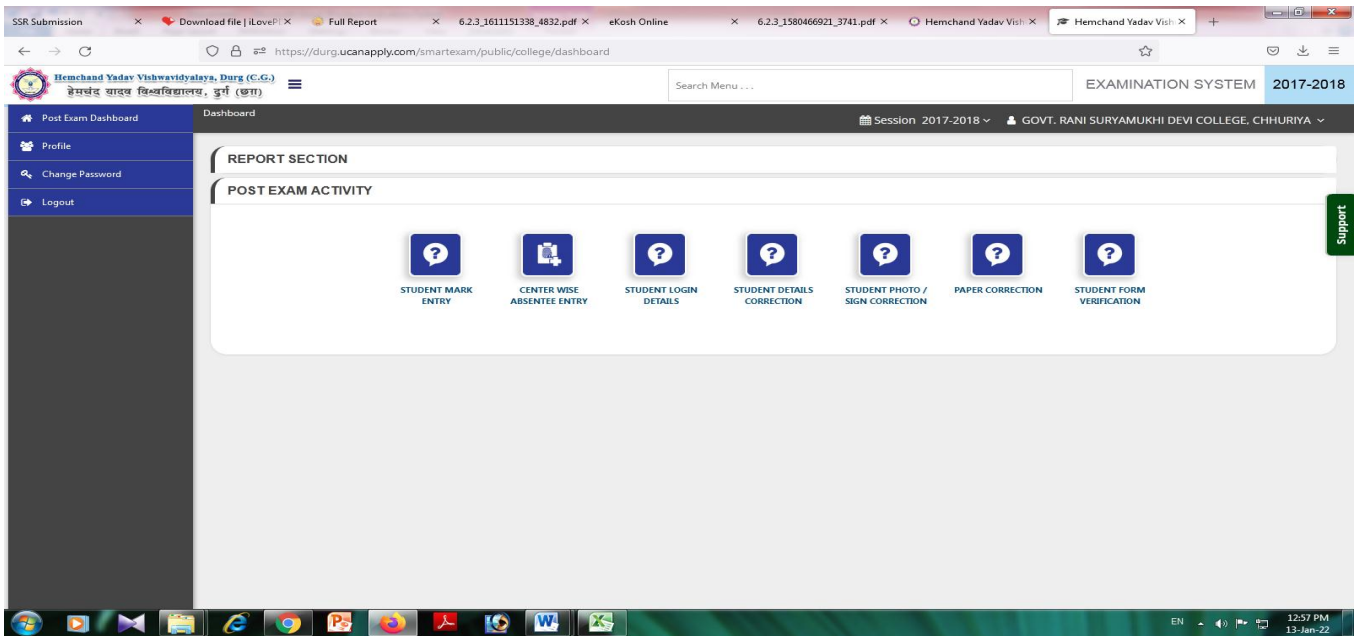 SSR Submission
Download file | iLoveP
Full Report
6.2.3_1611151338_4832.pdf
eKosh Online
6.2.3_1580466921_3741.pdf
Hemchand Yadav Vish
Hemchand Yadav Vish
https://durg.ucanapply.com/smartexam/public/college/dashboard
Hemchand Yadav Vishwavidyalaya, Durg (C.G.)
हेमचंद यादव विश्वविद्यालय, दुर्ग (छग)
Search Menu . . .
EXAMINATION SYSTEM
2017-2018
Post Exam Dashboard
Profile
Change Password
Logout
Dashboard
Session 2017-2018
GOVT. RANI SURYAMUKHI DEVI COLLEGE, CHHURIYA
REPORT SECTION
POST EXAM ACTIVITY
STUDENT MARK
ENTRY
CENTER WISE
ABSENTEE ENTRY
STUDENT LOGIN
DETAILS
STUDENT DETAILS
CORRECTION
STUDENT PHOTO /
SIGN CORRECTION
PAPER CORRECTION
STUDENT FORM
VERIFICATION
Support
EN
12:57 PM
13-Jan-22